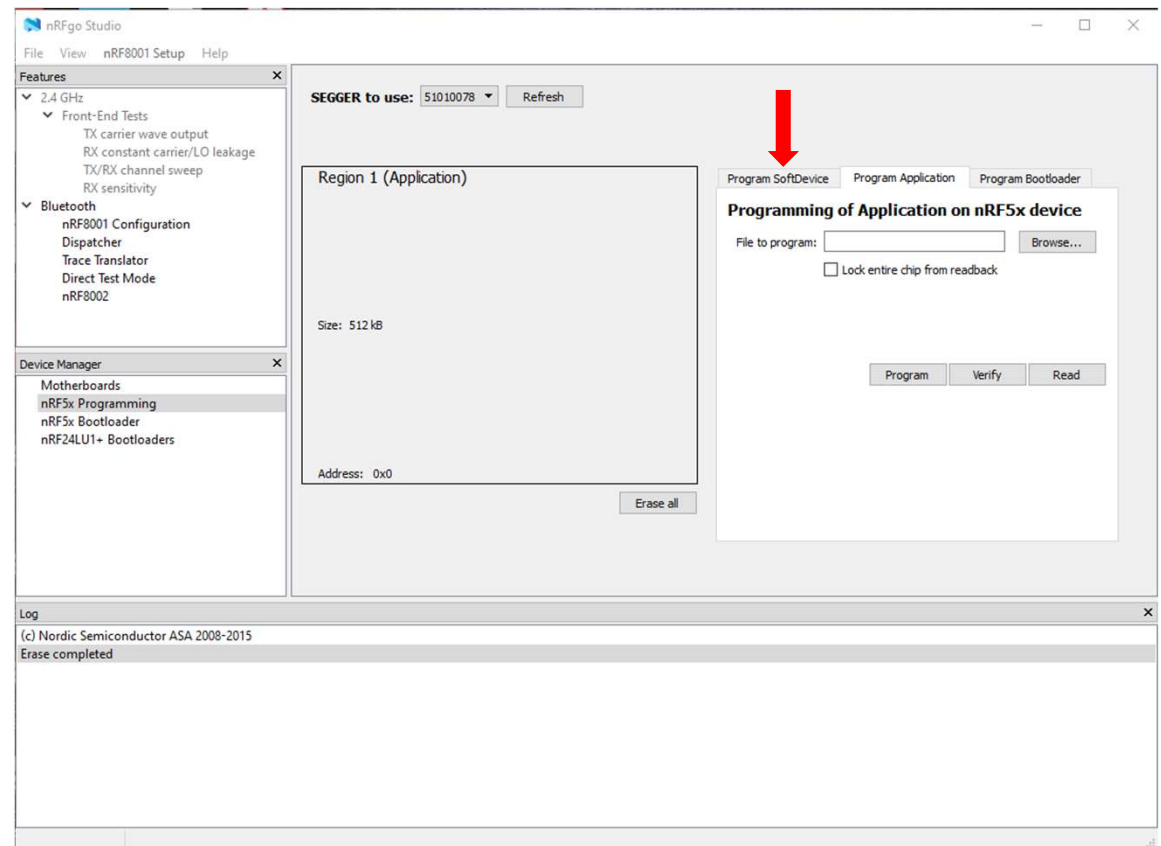 nRFgo Studio
File View nRF8001 Setup Help
Features
2.4 GHz
Front-End Tests
TX carrier wave output
RX constant carrier/LO leakage
TX/RX channel sweep
RX sensitivity
Bluetooth
nRF8001 Configuration
Dispatcher
Trace Translator
Direct Test Mode
nRF8002
Device Manager
Motherboards
nRF5x Programming
nRF5x Bootloader
nRF24LU1+ Bootloaders
SEGGER to use: 51010078 Refresh
Region 1 (Application)
Size: 512 kB
Address: 0x0
Erase all
Program SoftDevice Program Application Program Bootloader
Programming of Application on nRF5x device
File to program: Browse...
Lock entire chip from readback
Program Verify Read
Log
(c) Nordic Semiconductor ASA 2008-2015
Erase completed